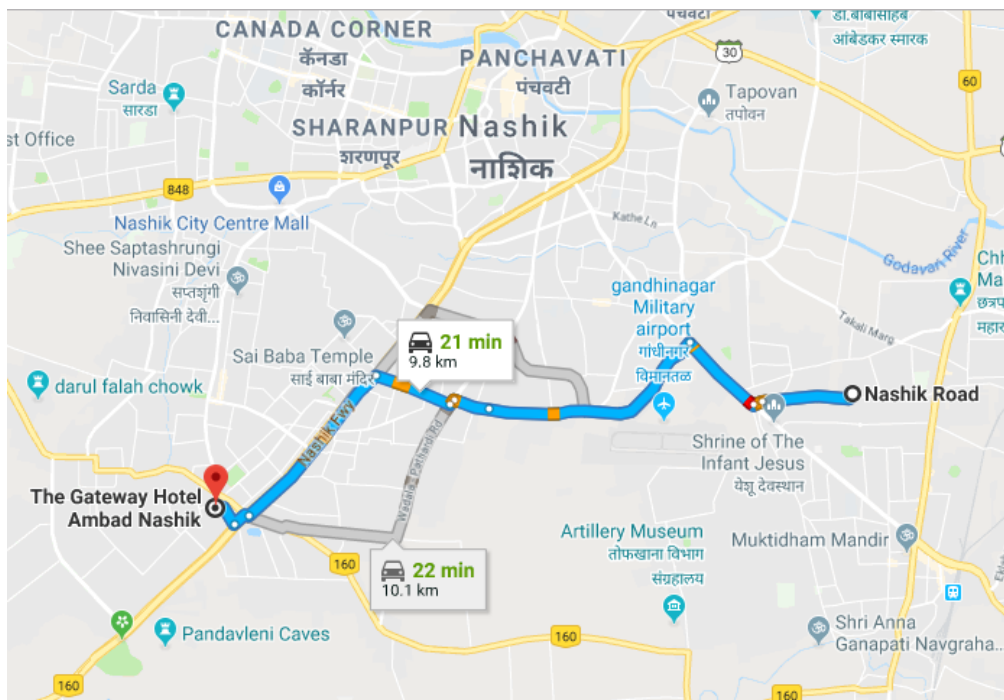 पंचवटी
डॉ.बाबासाहेब
आंबेडकर स्मारक
CANADA CORNER
कॅनडा
कॉर्नर
PANCHAVATI
पंचवटी
30
60
Sarda
सारडा
Tapovan
तपोवन
st Office
SHARANPUR
शरणपूर
Nashik
नाशिक
848
Nashik City Centre Mall
Kathe Ln
Godavari River
Shee Saptashrungi
Nivasini Devi
सप्तशृंगी
निवासिनी देवी...
gandhinagar
Military
airport
गांधीनगर
विमानतळ
Chh
Ma
छत्रप
महार
Takali Marg
Sai Baba Temple
साई बाबा मंदिर
21 min
9.8 km
darul falah chowk
Nashik Road
Nashik Fwy
Wadala _Pathardi Rd
Shrine of The
Infant Jesus
येशू देवस्थान
The Gateway Hotel
Ambad Nashik
Artillery Museum
तोफखाना विभाग
संग्रहालय
Muktidham Mandir
160
22 min
10.1 km
Pandavleni Caves
160
Shri Anna
Ganapati Navgraha...
160
160